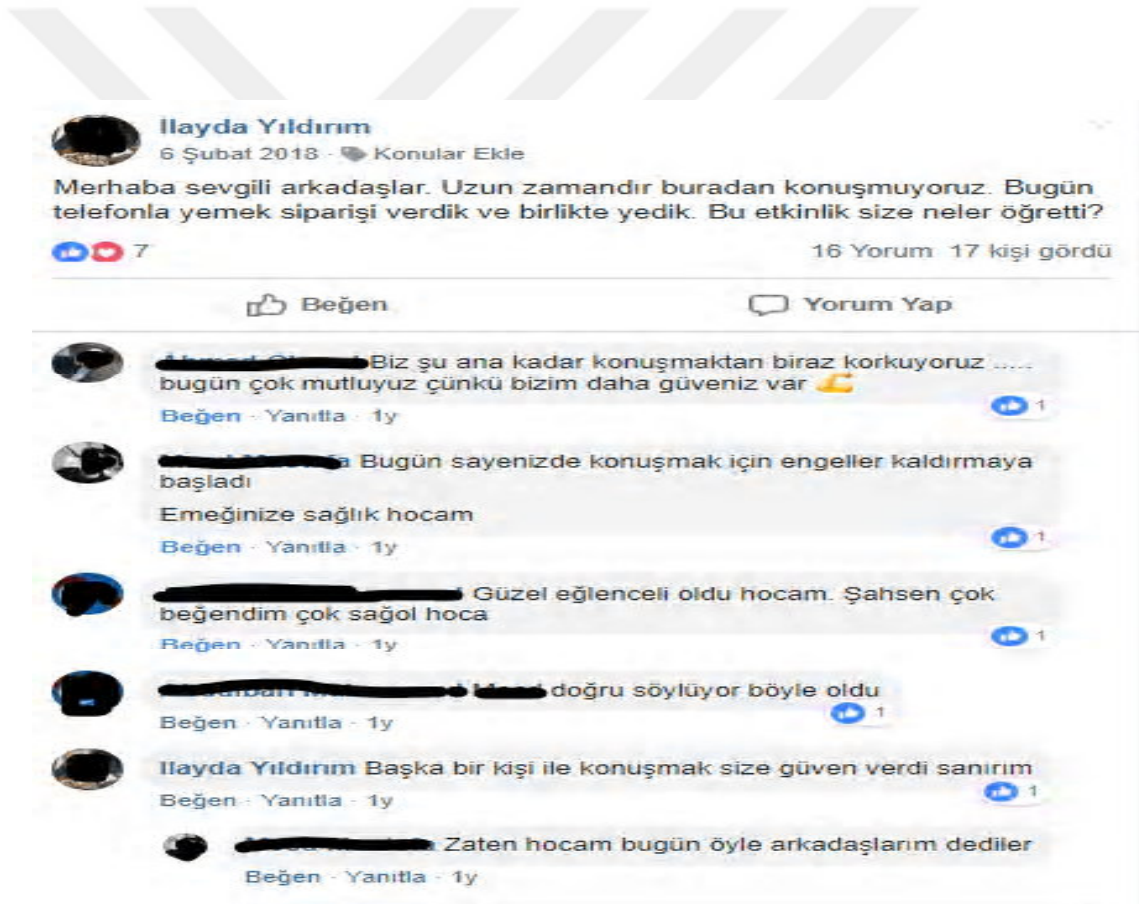 Ilayda Yıldırım
6 Şubat 2018 · Konular Ekle
Merhaba sevgili arkadaşlar. Uzun zamandır buradan konuşmuyoruz. Bugün
telefonla yemek siparişi verdik ve birlikte yedik. Bu etkinlik size neler öğretti?
7
16 Yorum 17 kişi gördü
Beğen
Yorum Yap
Biz şu ana kadar konuşmaktan biraz korkuyoruz .....
bugün çok mutluyuz çünkü bizim daha güveniz var
Beğen · Yanıtla · 1y
1
Bugün sayenizde konuşmak için engeller kaldırmaya
başladı
Emeğinize sağlık hocam
Beğen · Yanıtla · 1y
1
Güzel eğlenceli oldu hocam. Şahsen çok
beğendim çok sağol hoca
Beğen · Yanıtla · 1y
1
doğru söylüyor böyle oldu
Beğen · Yanıtla · 1y
1
Ilayda Yıldırım Başka bir kişi ile konuşmak size güven verdi sanırım
Beğen · Yanıtla · 1y
1
Zaten hocam bugün öyle arkadaşlarım dediler
Beğen · Yanıtla · 1y